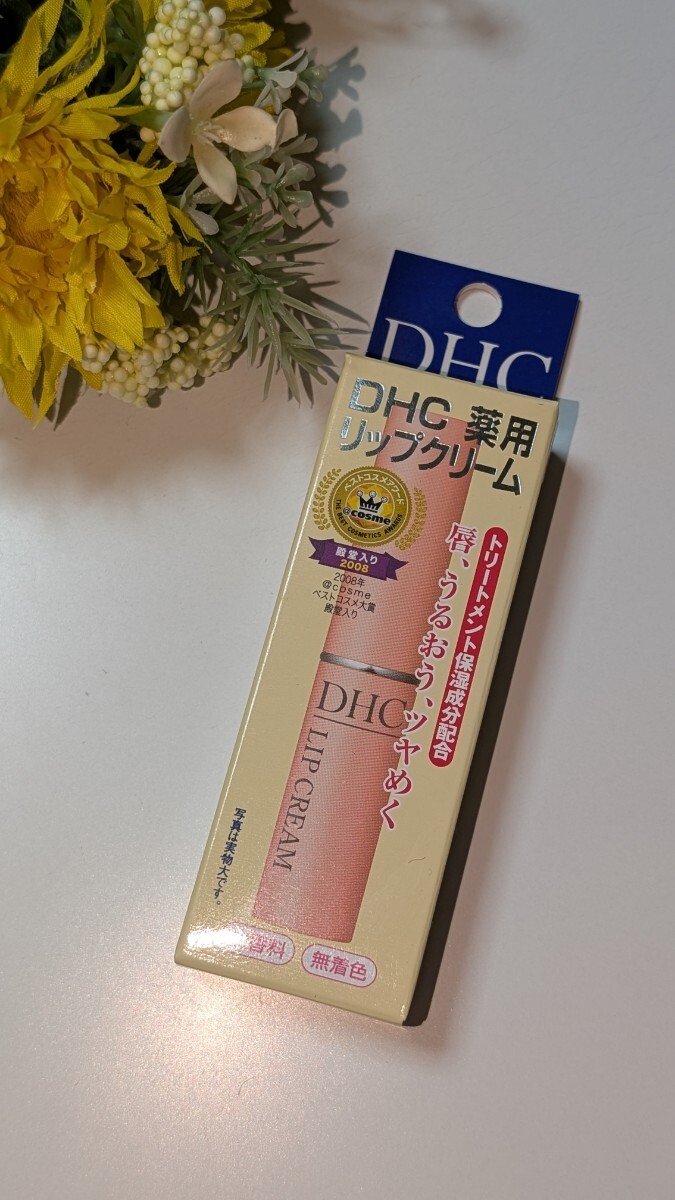 DHC
DHC 薬用
リップクリーム
ベストコスメアワード
@cosme
THE BEST COSMETICS AWARDS
殿堂入り
2008
2008年
@cosme
ベストコスメ大賞
殿堂入り
トリートメント保湿成分配合
唇、うるおう、ツヤめく
DHC
LIP CREAM
写真は実物大です。
香料
無着色